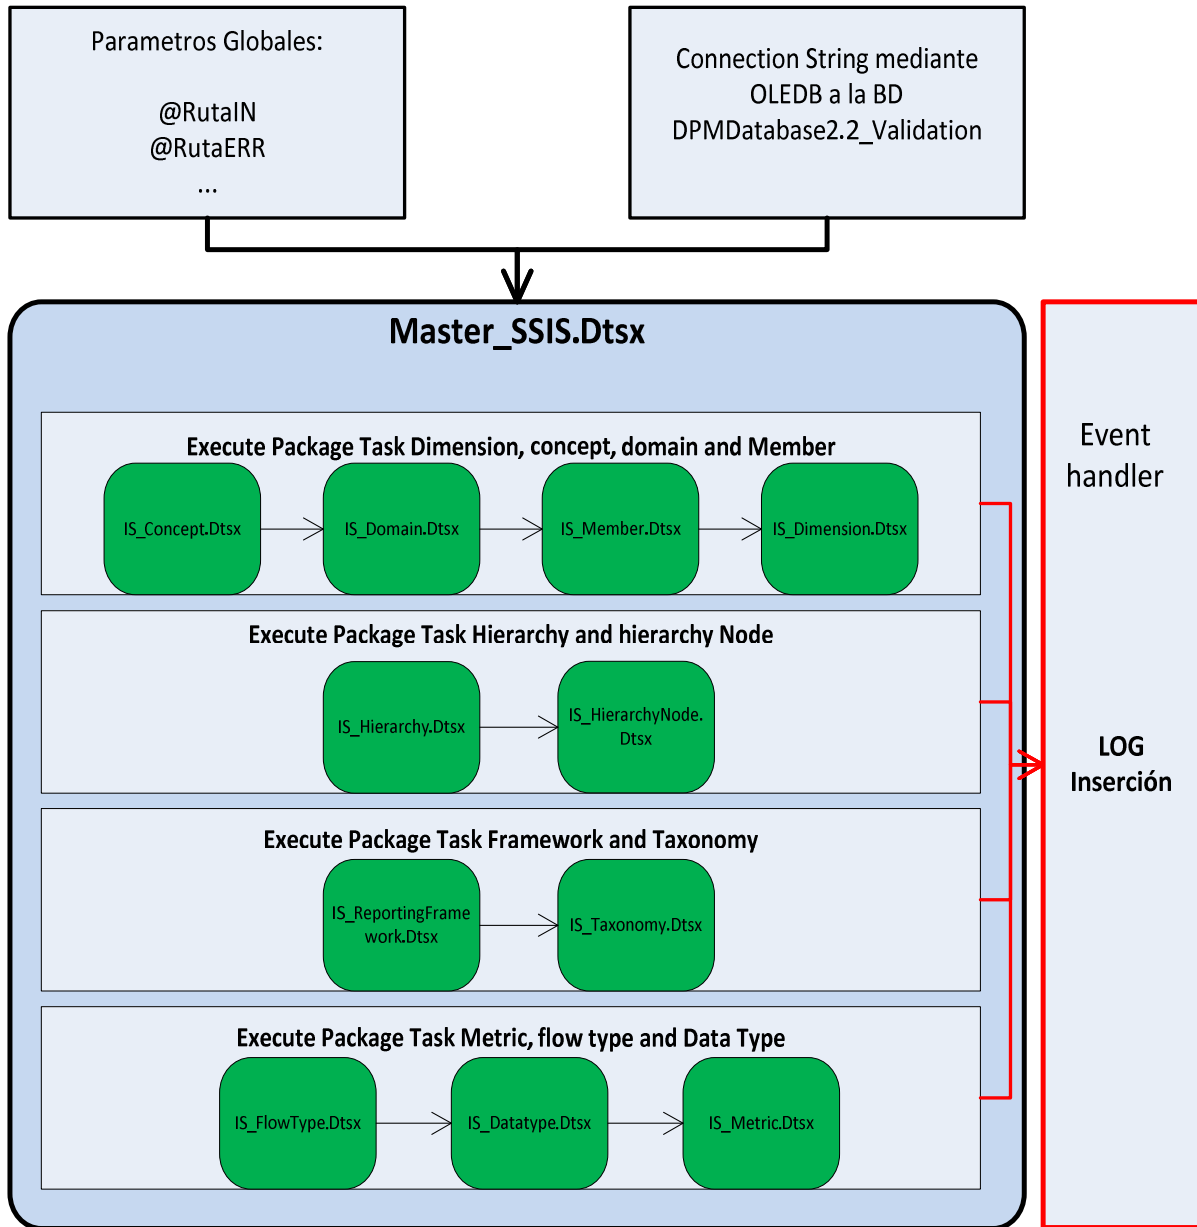 Parametros Globales:
@RutaIN
@RutaERR
...
Connection String mediante
OLEDB a la BD
DPMDatabase2.2_Validation
Master_SSIS.Dtsx
Execute Package Task Dimension, concept, domain and Member
IS_Concept.Dtsx
IS_Domain.Dtsx
IS_Member.Dtsx
IS_Dimension.Dtsx
Execute Package Task Hierarchy and hierarchy Node
IS_Hierarchy.Dtsx
IS_HierarchyNode.
Dtsx
Execute Package Task Framework and Taxonomy
IS_ReportingFrame
work.Dtsx
IS_Taxonomy.Dtsx
Execute Package Task Metric, flow type and Data Type
IS_FlowType.Dtsx
IS_Datatype.Dtsx
IS_Metric.Dtsx
Event
handler
LOG
Inserción